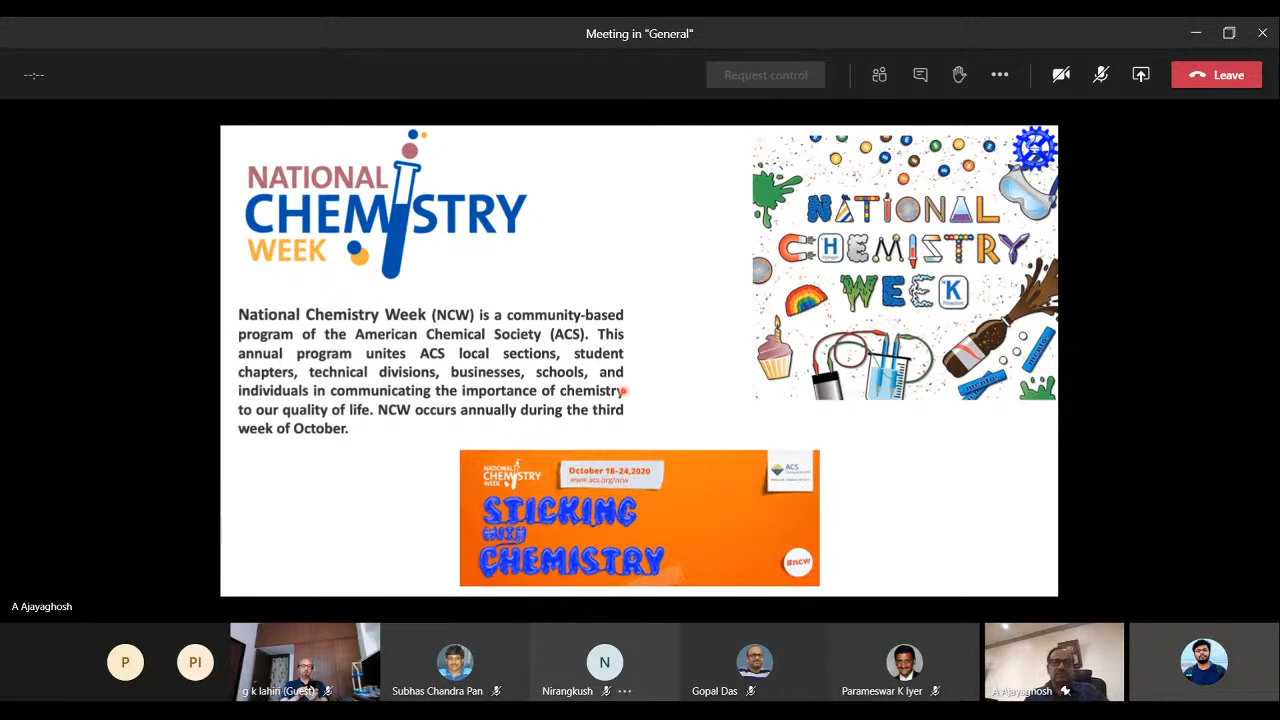 Meeting in "General"
--:--
Request control
Leave
NATIONAL
CHEMISTRY
WEEK
NATIONAL
CHEMISTRY
WEEK
National Chemistry Week (NCW) is a community-based
program of the American Chemical Society (ACS). This
annual program unites ACS local sections, student
chapters, technical divisions, businesses, schools, and
individuals in communicating the importance of chemistry
to our quality of life. NCW occurs annually during the third
week of October.
NATIONAL
CHEMISTRY
WEEK
October 18-24, 2020
www.acs.org/ncw
ACS
STICKING
WITH
CHEMISTRY
#ncw
A Ajayaghosh
P
PI
g k lahiri (Guest)
Subhas Chandra Pan
N
Nirangkush
Gopal Das
Parameswar K Iyer
A Ajayaghosh